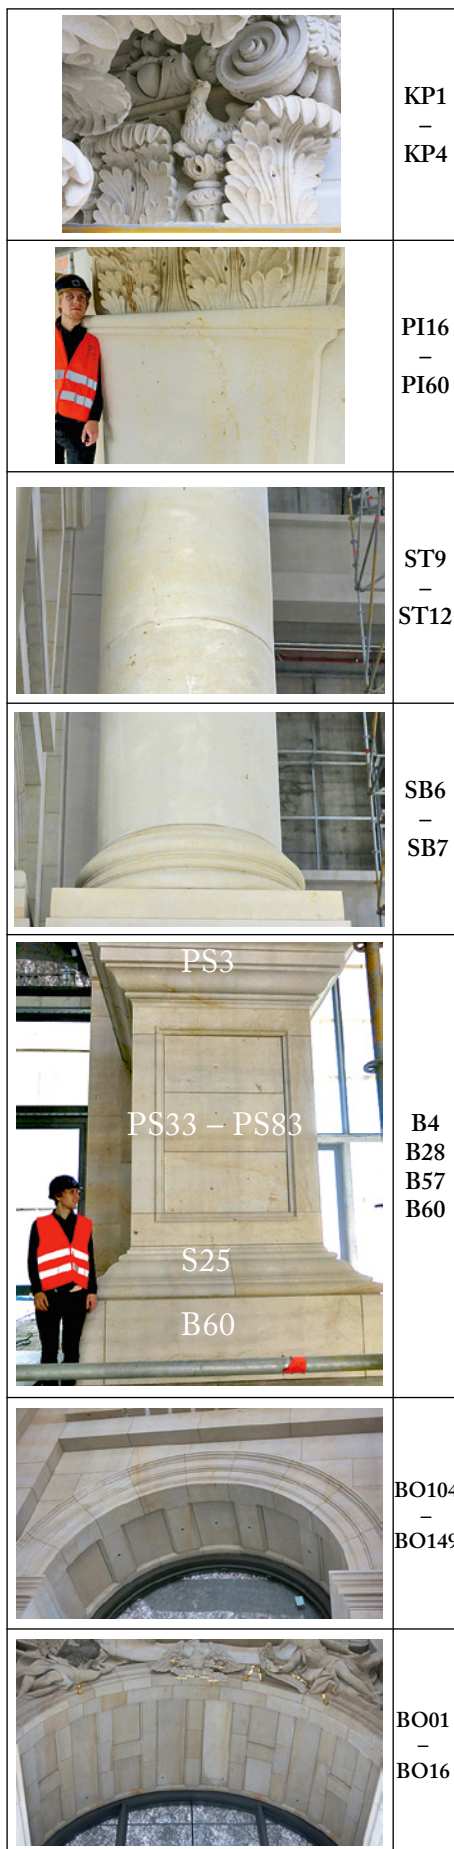 KP1
–
KP4
PI16
–
PI60
ST9
–
ST12
SB6
–
SB7
PS3
PS33 – PS83
S25
B60
B4
B28
B57
B60
BO104
–
BO149
BO01
–
BO16